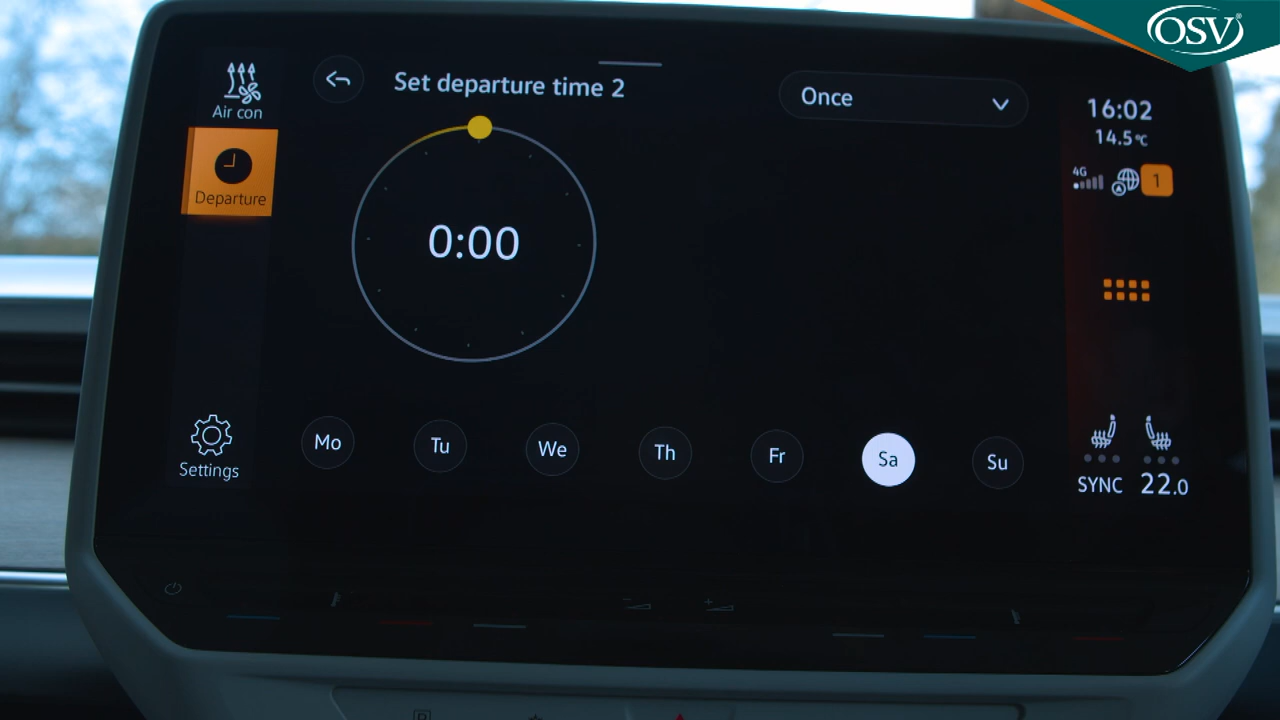 OSV
Air con
Set departure time 2
Once
16:02
14.5°C
4G
1
Departure
0:00
Mo
Tu
We
Th
Fr
Sa
Su
Settings
SYNC
22.0
P